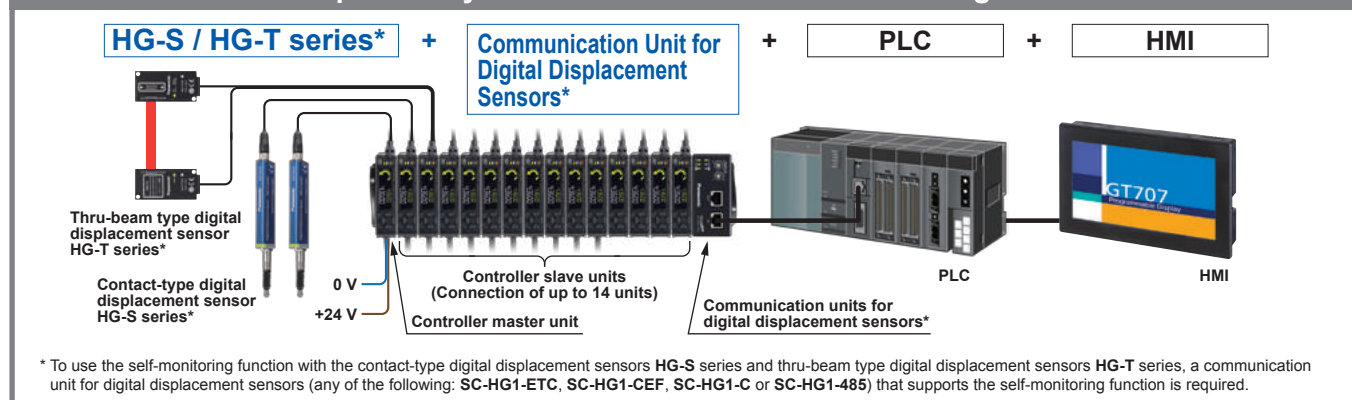 HG-S / HG-T series* + Communication Unit for Digital Displacement Sensors* + PLC + HMI
Thru-beam type digital
displacement sensor
HG-T series*
Contact-type digital
displacement sensor
HG-S series*
0 V
+24 V
Controller slave units
(Connection of up to 14 units)
Controller master unit
Communication units for
digital displacement sensors*
PLC
GT707
Programmable Display
HMI
* To use the self-monitoring function with the contact-type digital displacement sensors HG-S series and thru-beam type digital displacement sensors HG-T series, a communication
unit for digital displacement sensors (any of the following: SC-HG1-ETC, SC-HG1-CEF, SC-HG1-C or SC-HG1-485) that supports the self-monitoring function is required.